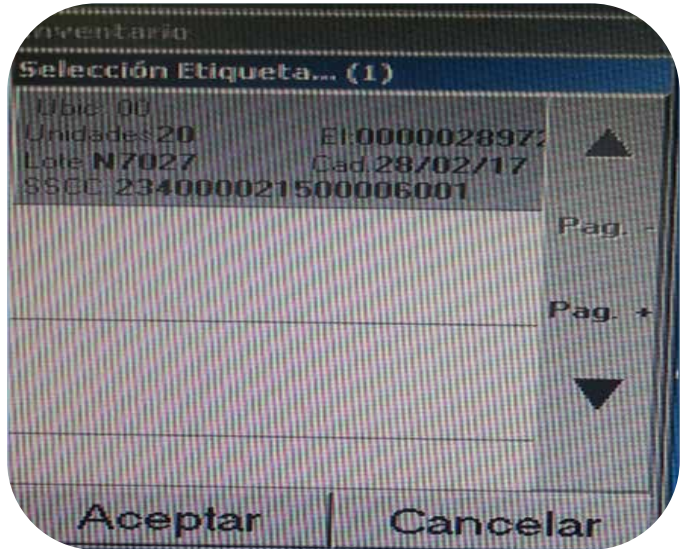 Inventario
Selección Etiqueta... (1)
Ubic: 00
Unidades 20 El:000002897
Lote N7027 Cad.28/02/17
SSCC 234000021500006001
Pag. -
Pag. +
Aceptar Cancelar